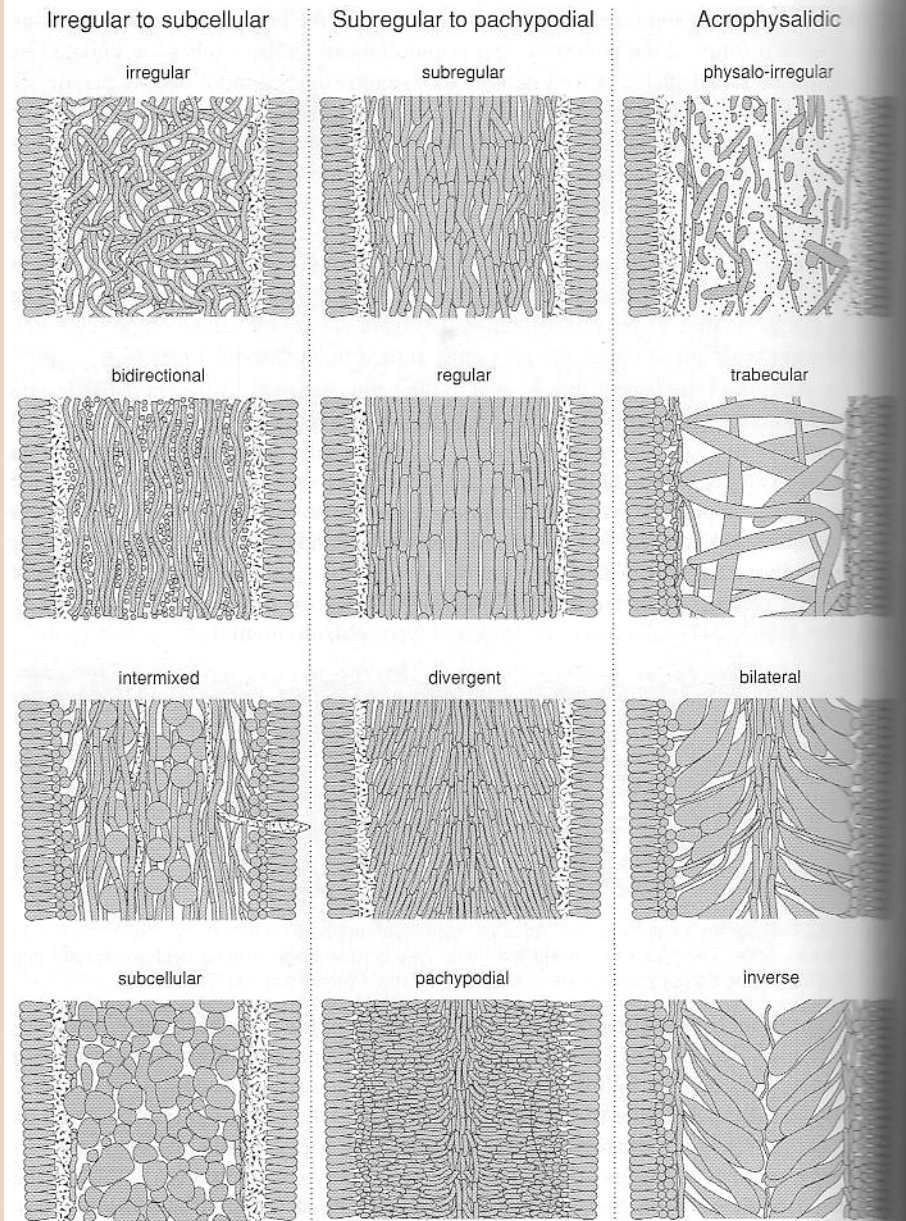 Irregular to subcellular
Subregular to pachypodial
Acrophysalidic
irregular
subregular
physalo-irregular
bidirectional
regular
trabecular
intermixed
divergent
bilateral
subcellular
pachypodial
inverse